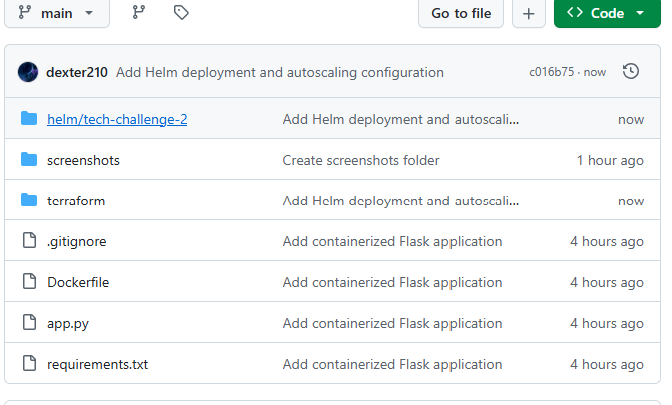 main Go to file Code
dexter210 Add Helm deployment and autoscaling configuration c016b75 · now
helm/tech-challenge-2 Add Helm deployment and autoscali... now
screenshots Create screenshots folder 1 hour ago
terraform Add Helm deployment and autoscali... now
.gitignore Add containerized Flask application 4 hours ago
Dockerfile Add containerized Flask application 4 hours ago
app.py Add containerized Flask application 4 hours ago
requirements.txt Add containerized Flask application 4 hours ago